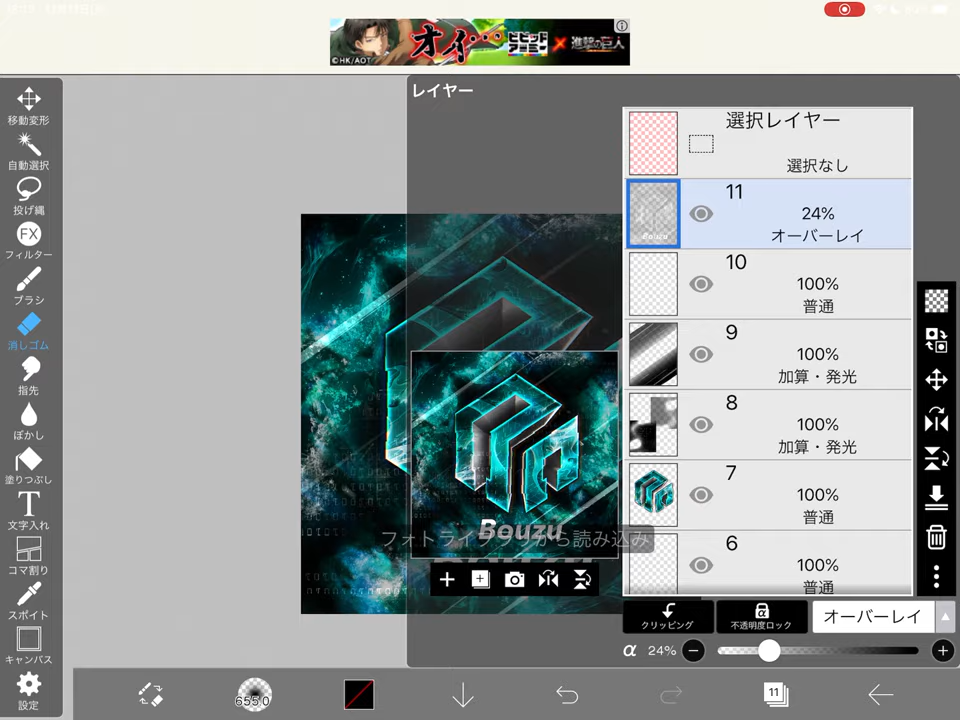 オイ…
ビビッド
アーミー
×
進撃の巨人
©HK/AOT
レイヤー
移動変形
自動選択
投げ縄
FX
フィルター
ブラシ
消しゴム
指先
ぼかし
塗りつぶし
T
文字入れ
コマ割り
スポイト
キャンバス
設定
選択レイヤー
選択なし
11
24%
オーバーレイ
10
100%
普通
9
100%
加算・発光
8
100%
加算・発光
7
100%
普通
6
100%
普通
Bouzu
フォトライブラリから読み込み
クリッピング
不透明度ロック
オーバーレイ
α 24%
655.0
11